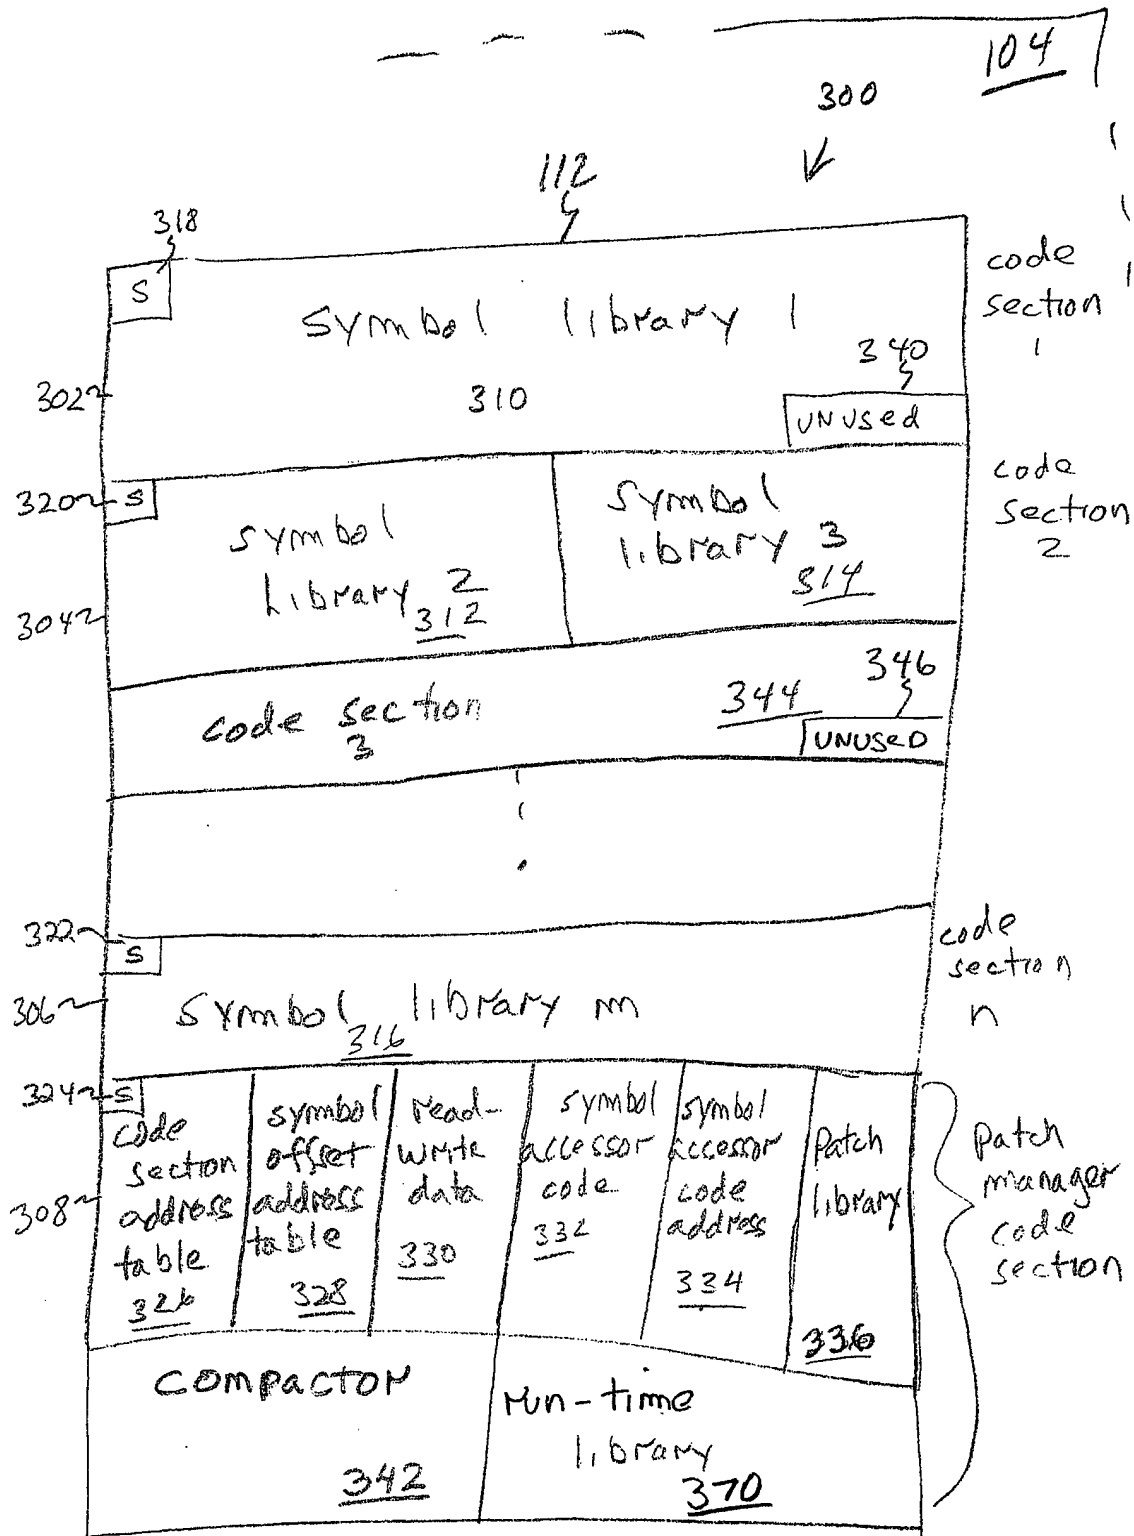 104
300
112
318
S
symbol library 1
code
section
1
302
310
340
UNUSED
320
S
symbol
Library 2
312
symbol
library 3
314
code
section
2
304
code section
3
344
346
UNUSED
322
S
code
section
n
306
symbol library m
316
324
S
code
section
address
table
326
symbol
offset
address
table
328
read-
write
data
330
symbol
accessor
code
332
symbol
accessor
code
address
334
Patch
library
336
308
Patch
manager
code
section
compactor
342
run-time
library
370